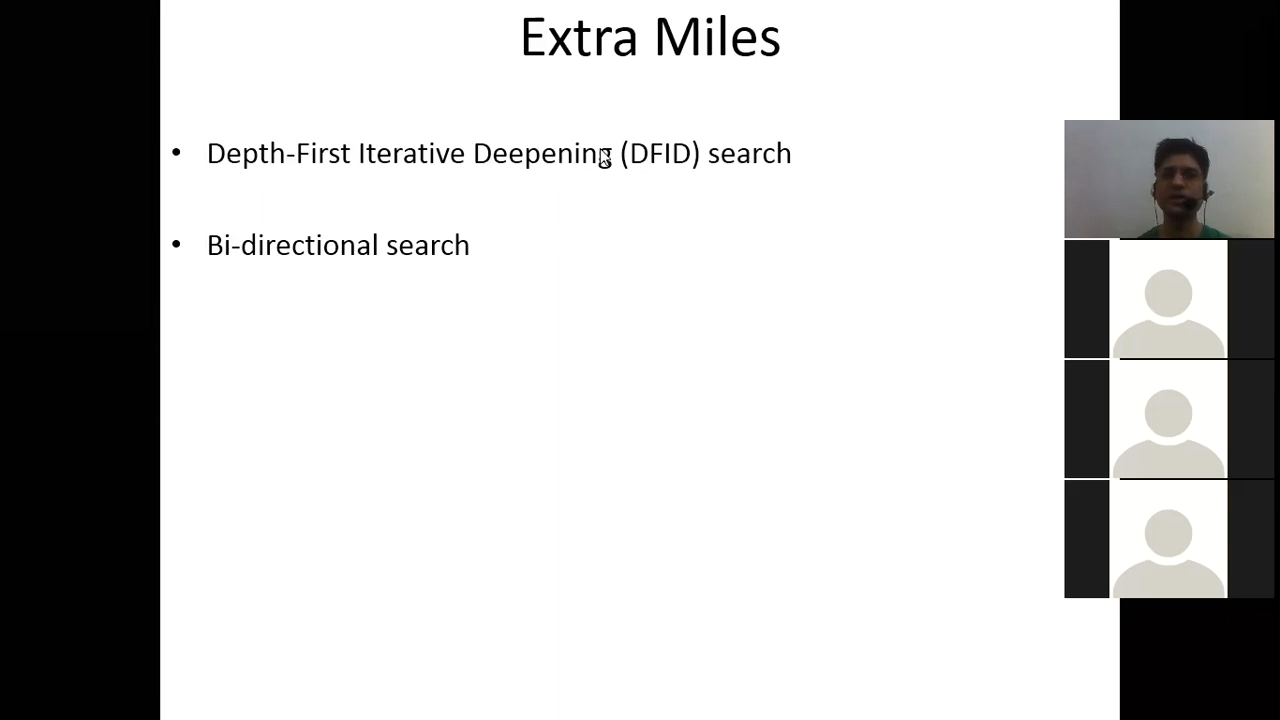 Extra Miles
• Depth-First Iterative Deepening (DFID) search
• Bi-directional search